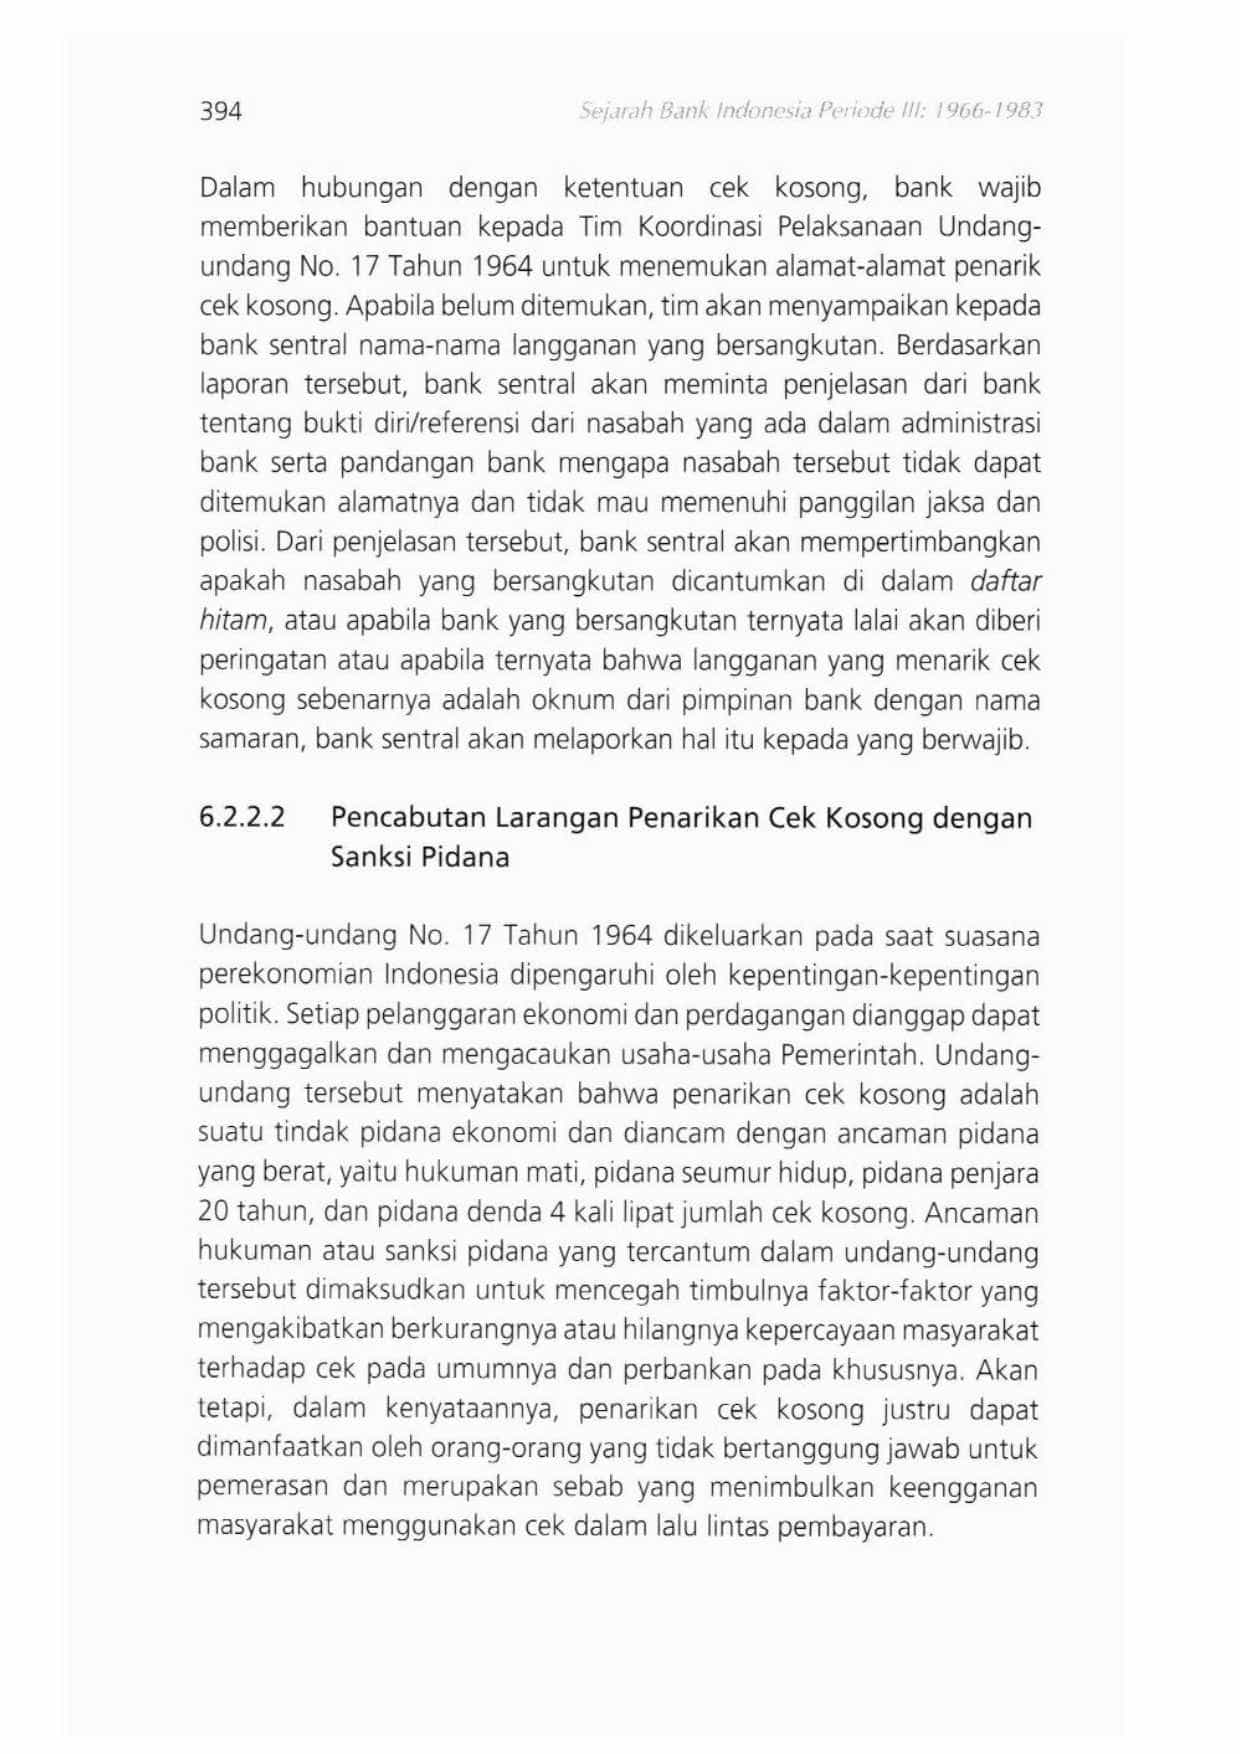 394
Sejarah Bank Indonesia Periode III: 1966-1983
Dalam hubungan dengan ketentuan cek kosong, bank wajib
memberikan bantuan kepada Tim Koordinasi Pelaksanaan Undang-
undang No. 17 Tahun 1964 untuk menemukan alamat-alamat penarik
cek kosong. Apabila belum ditemukan, tim akan menyampaikan kepada
bank sentral nama-nama langganan yang bersangkutan. Berdasarkan
laporan tersebut, bank sentral akan meminta penjelasan dari bank
tentang bukti diri/referensi dari nasabah yang ada dalam administrasi
bank serta pandangan bank mengapa nasabah tersebut tidak dapat
ditemukan alamatnya dan tidak mau memenuhi panggilan jaksa dan
polisi. Dari penjelasan tersebut, bank sentral akan mempertimbangkan
apakah nasabah yang bersangkutan dicantumkan di dalam daftar
hitam, atau apabila bank yang bersangkutan ternyata lalai akan diberi
peringatan atau apabila ternyata bahwa langganan yang menarik cek
kosong sebenarnya adalah oknum dari pimpinan bank dengan nama
samaran, bank sentral akan melaporkan hal itu kepada yang berwajib.
6.2.2.2 Pencabutan Larangan Penarikan Cek Kosong dengan
Sanksi Pidana
Undang-undang No. 17 Tahun 1964 dikeluarkan pada saat suasana
perekonomian Indonesia dipengaruhi oleh kepentingan-kepentingan
politik. Setiap pelanggaran ekonomi dan perdagangan dianggap dapat
menggagalkan dan mengacaukan usaha-usaha Pemerintah. Undang-
undang tersebut menyatakan bahwa penarikan cek kosong adalah
suatu tindak pidana ekonomi dan diancam dengan ancaman pidana
yang berat, yaitu hukuman mati, pidana seumur hidup, pidana penjara
20 tahun, dan pidana denda 4 kali lipat jumlah cek kosong. Ancaman
hukuman atau sanksi pidana yang tercantum dalam undang-undang
tersebut dimaksudkan untuk mencegah timbulnya faktor-faktor yang
mengakibatkan berkurangnya atau hilangnya kepercayaan masyarakat
terhadap cek pada umumnya dan perbankan pada khususnya. Akan
tetapi, dalam kenyataannya, penarikan cek kosong justru dapat
dimanfaatkan oleh orang-orang yang tidak bertanggung jawab untuk
pemerasan dan merupakan sebab yang menimbulkan keengganan
masyarakat menggunakan cek dalam lalu lintas pembayaran.